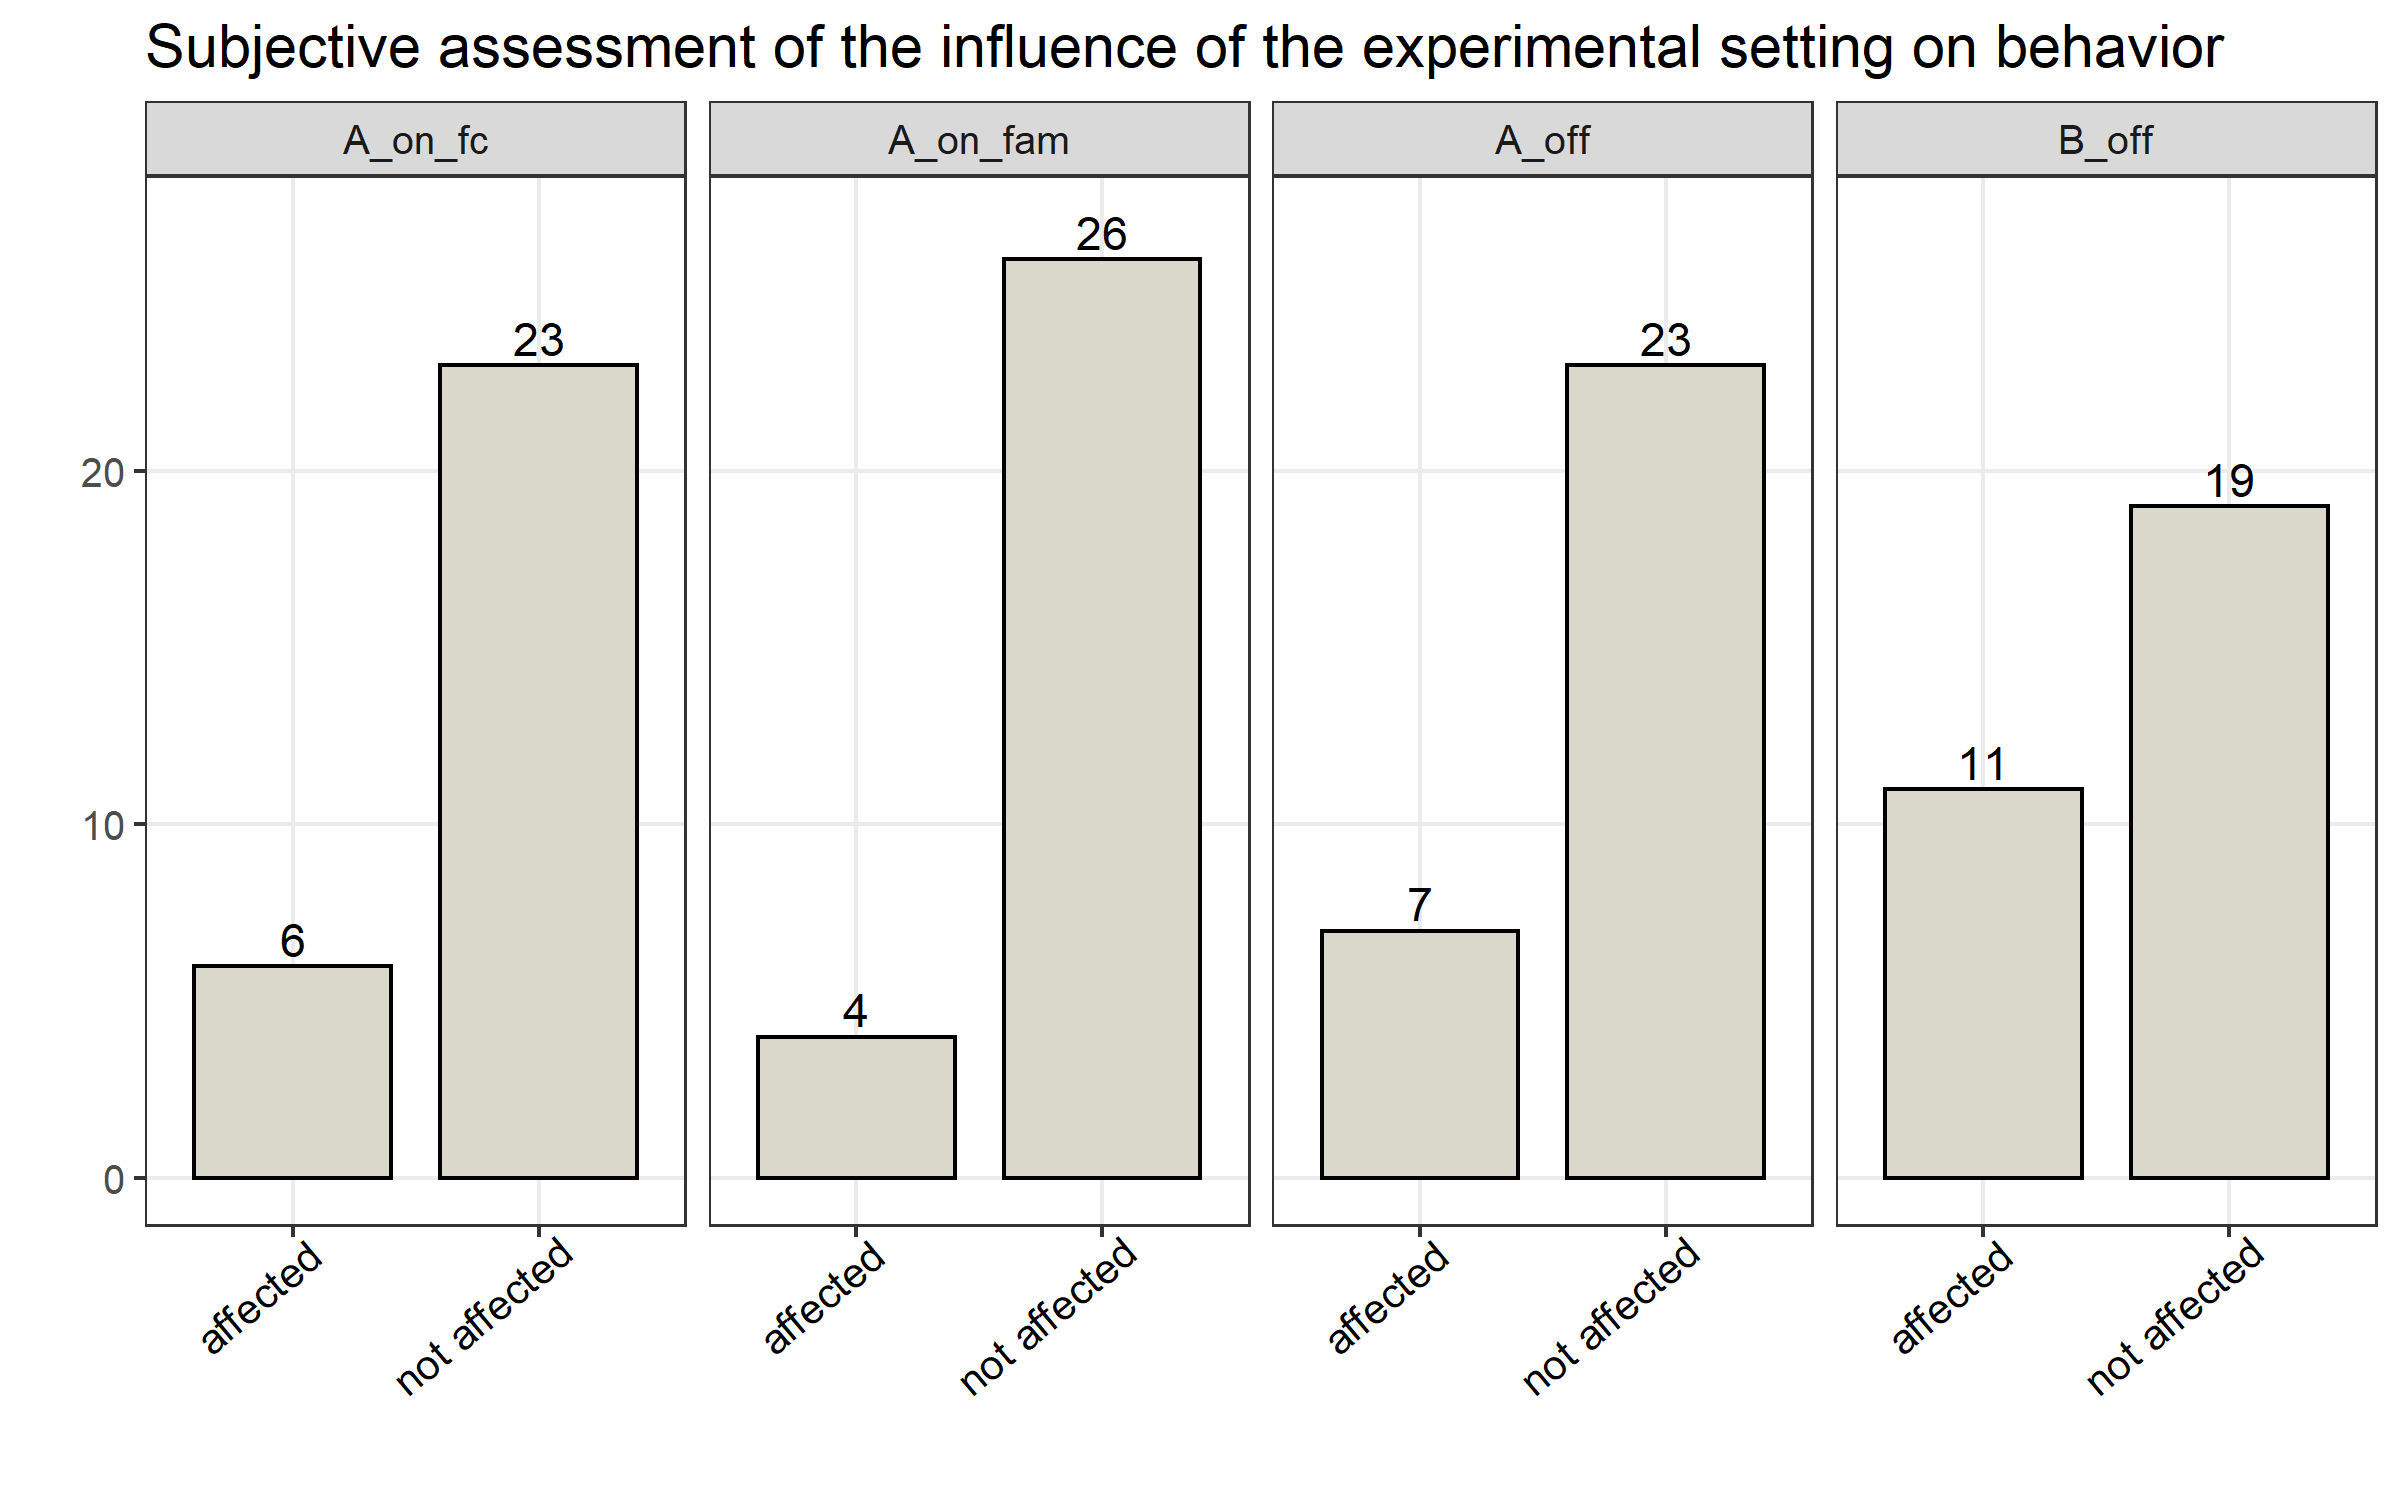 Subjective assessment of the influence of the experimental setting on behavior
A_on_fc
A_on_fam
A_off
B_off
26
23
23
20
19
11
10
7
6
4
0
affected
not affected
affected
not affected
affected
not affected
affected
not affected